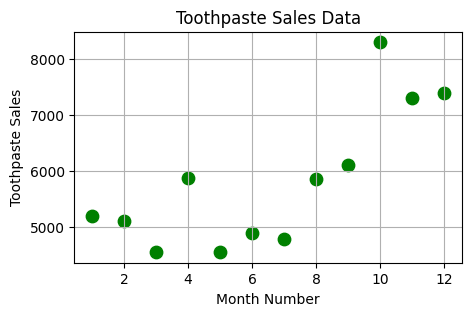 Toothpaste Sales Data
8000
7000
6000
5000
Toothpaste Sales
2 4 6 8 10 12
Month Number